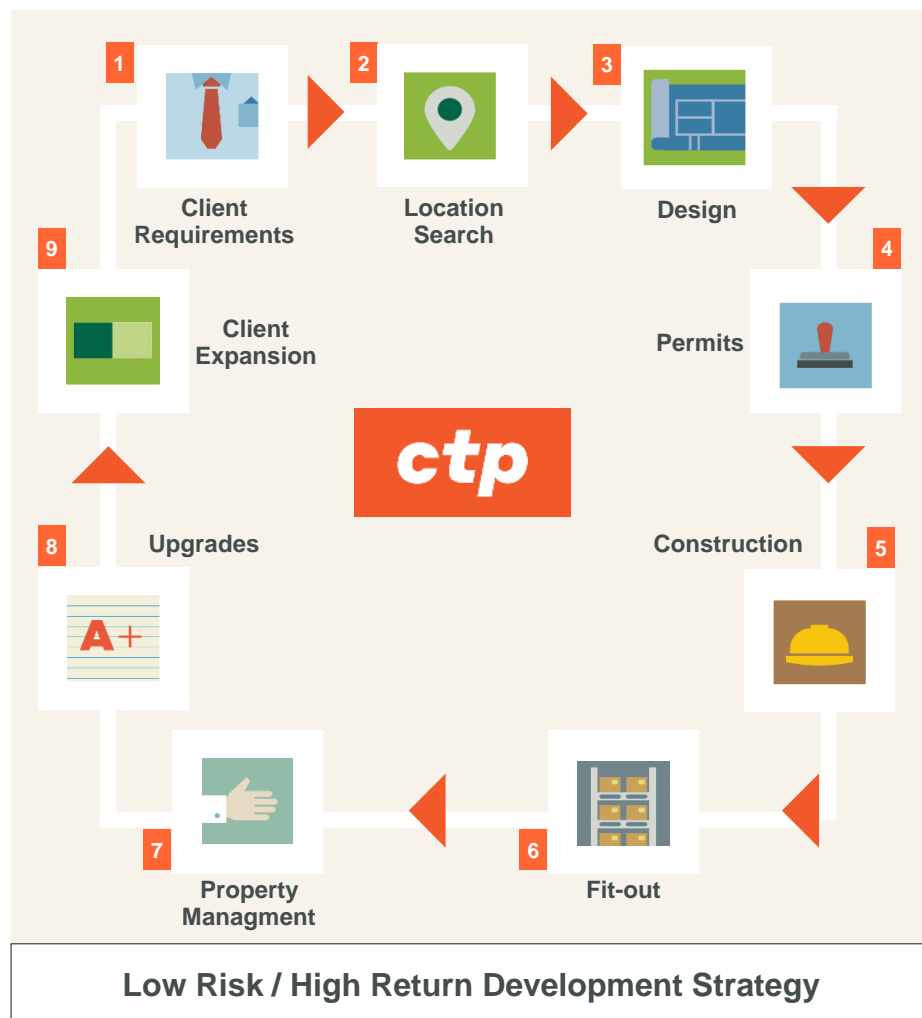 1
Client
Requirements
2
Location
Search
3
Design
4
Permits
5
Construction
6
Fit-out
7
Property
Managment
8
Upgrades
A+
9
Client
Expansion
ctp
Low Risk / High Return Development Strategy